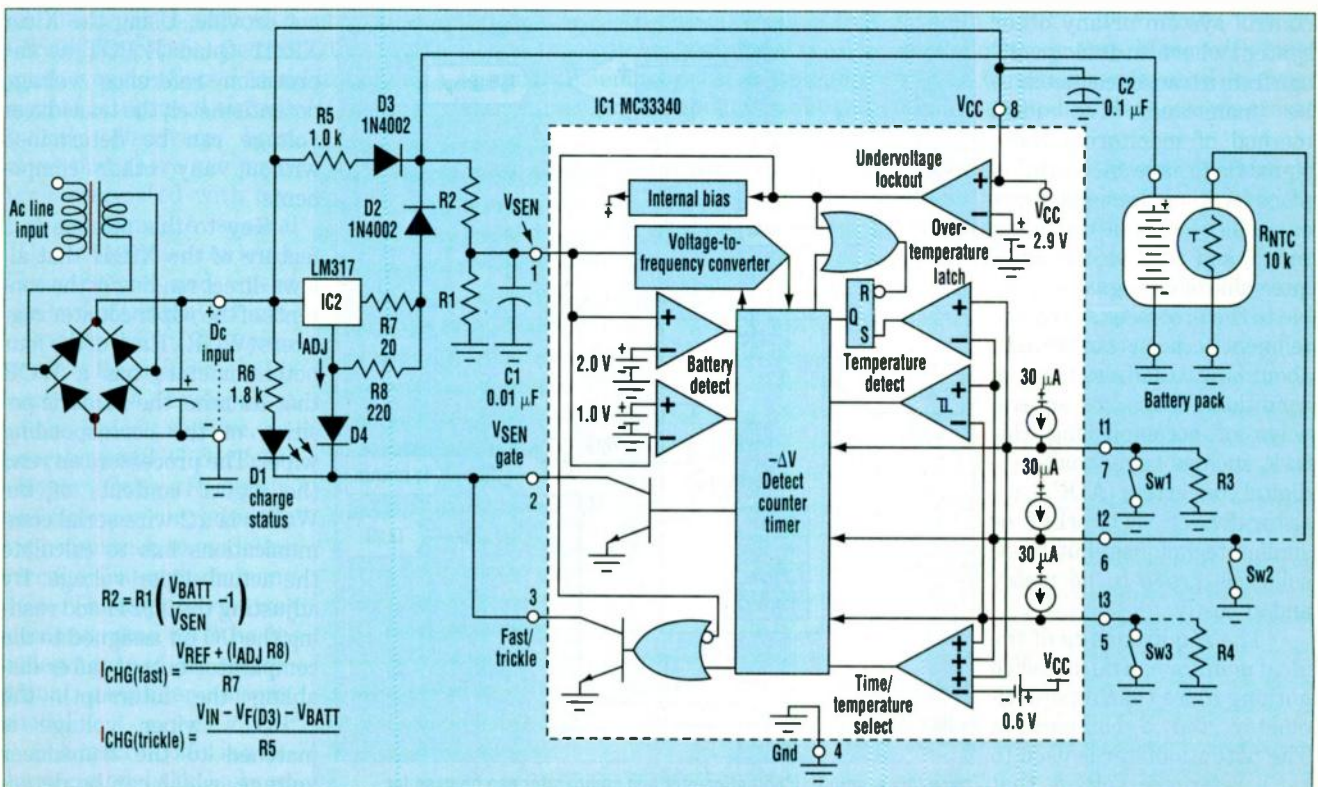 IC1 MC33340
R5
1.0 k
D3
1N4002
D2
1N4002
R2
VSEN
1
R1
C1
0.01 µF
VSEN
gate
2
3
Fast/
trickle
Ac line
input
Dc
input
LM317
IC2
IADJ
R7
20
R8
220
R6
1.8 k
D4
D1
charge
status
Internal bias
Voltage-to-
frequency converter
2.0 V
Battery
detect
1.0 V
-ΔV
Detect
counter
timer
Undervoltage
lockout
VCC
8
VCC
2.9 V
C2
0.1 µF
Over-
temperature
latch
R
Q
S
Temperature
detect
30 µA
30 µA
30 µA
t1
7
Sw1
R3
t2
6
Sw2
t3
5
Sw3
R4
Time/
temperature
select
VCC
0.6 V
Gnd
4
T
RNTC
10 k
Battery pack
R2 = R1 ( VBATT / VSEN -1 )
ICHG(fast) = VREF + (IADJ R8) / R7
ICHG(trickle) = VIN - VF(D3) - VBATT / R5